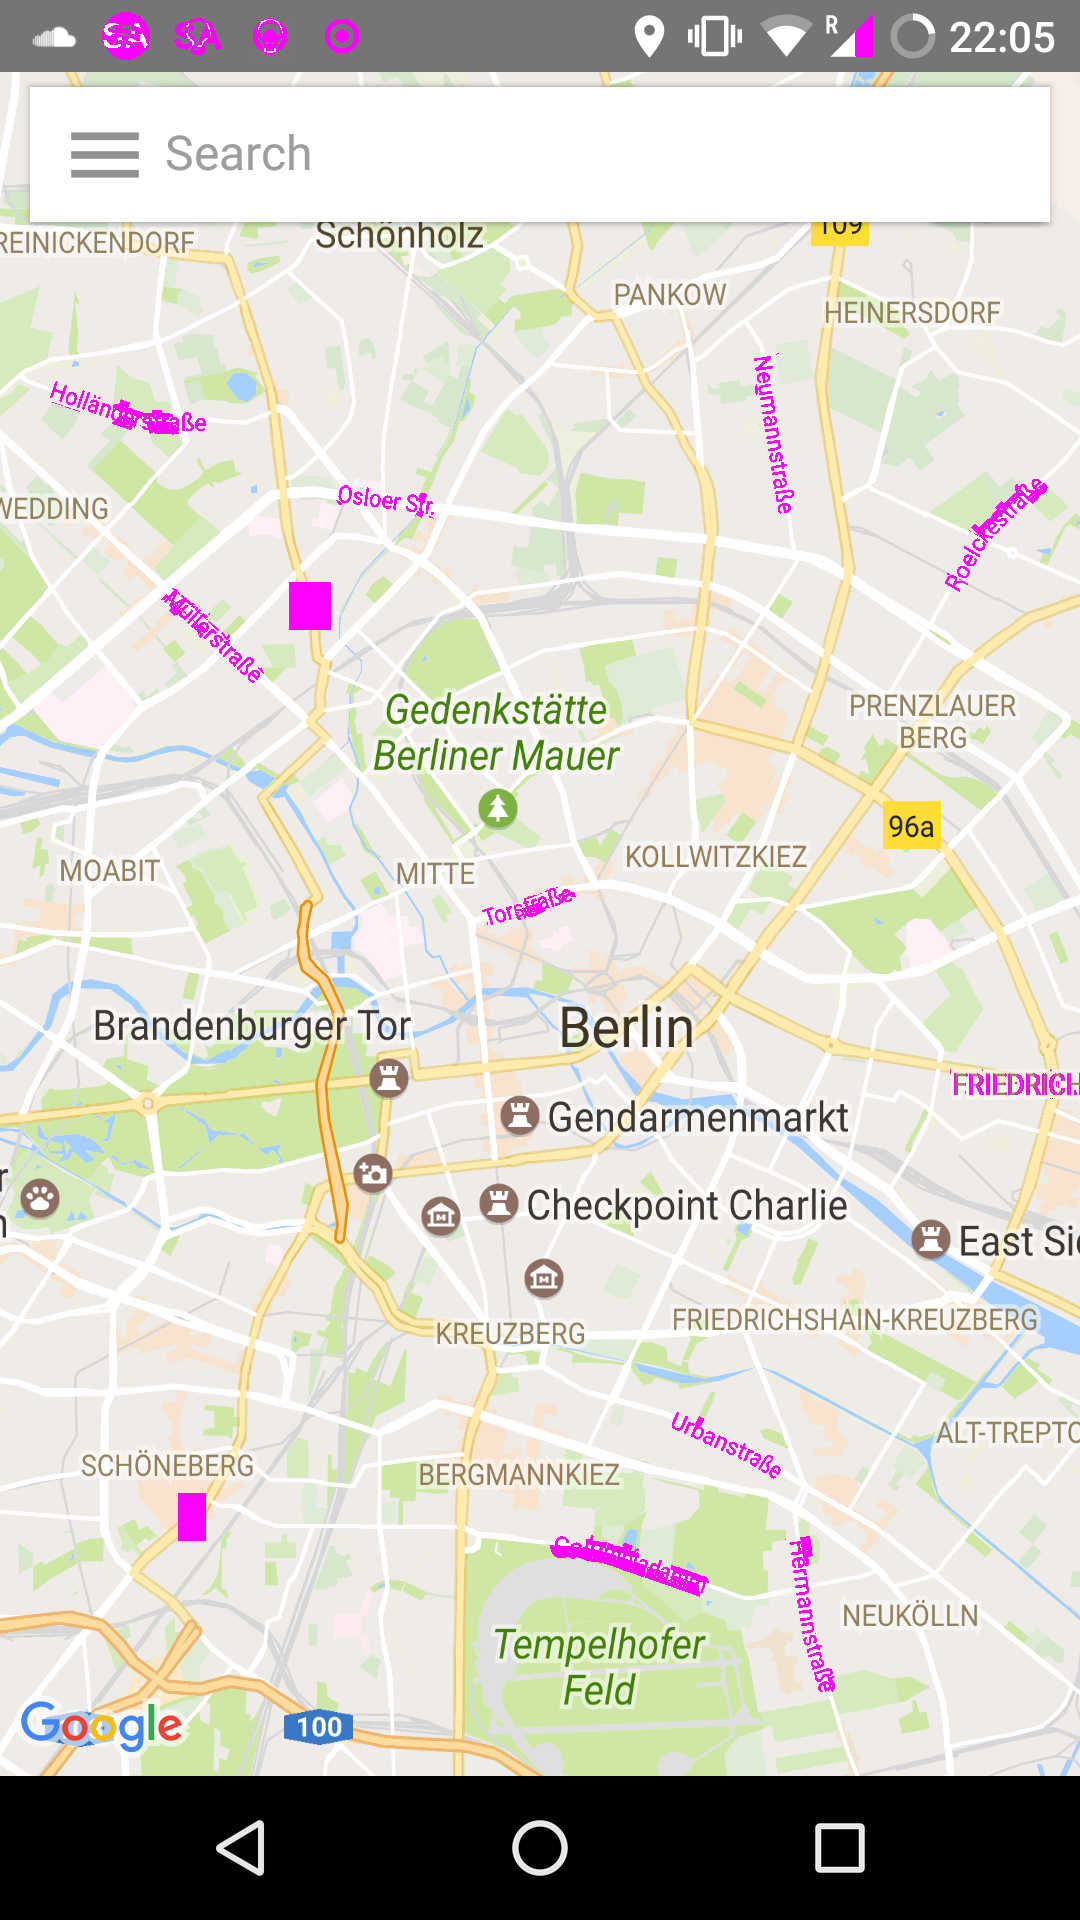 R 22:05
Search
REINICKENDORF
Schönholz
109
PANKOW
HEINERSDORF
Neumannstraße
Holländerstraße
Osloer Str.
WEDDING
Roelckestraße
Müllerstraße
Gedenkstätte
Berliner Mauer
PRENZLAUER
BERG
96a
MOABIT
MITTE
KOLLWITZKIEZ
Torstraße
Brandenburger Tor
Berlin
FRIEDRICH
Gendarmenmarkt
r
n
Checkpoint Charlie
East Si
KREUZBERG
FRIEDRICHSHAIN-KREUZBERG
Urbanstraße
ALT-TREPTO
SCHÖNEBERG
BERGMANNKIEZ
Columbiadamm
Hermannstraße
NEUKÖLLN
Tempelhofer
Feld
Google
100